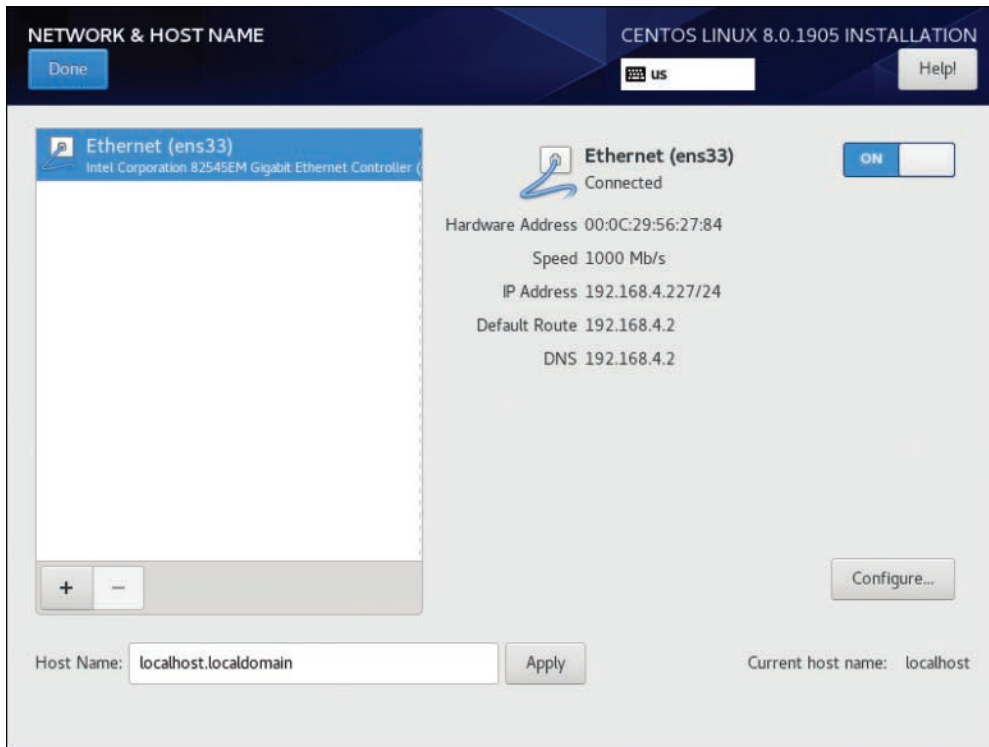 NETWORK & HOST NAME
CENTOS LINUX 8.0.1905 INSTALLATION
Done
us
Help!
Ethernet (ens33)
Intel Corporation 82545EM Gigabit Ethernet Controller (
Ethernet (ens33)
Connected
ON
Hardware Address 00:0C:29:56:27:84
Speed 1000 Mb/s
IP Address 192.168.4.227/24
Default Route 192.168.4.2
DNS 192.168.4.2
+ −
Configure...
Host Name: localhost.localdomain
Apply
Current host name: localhost